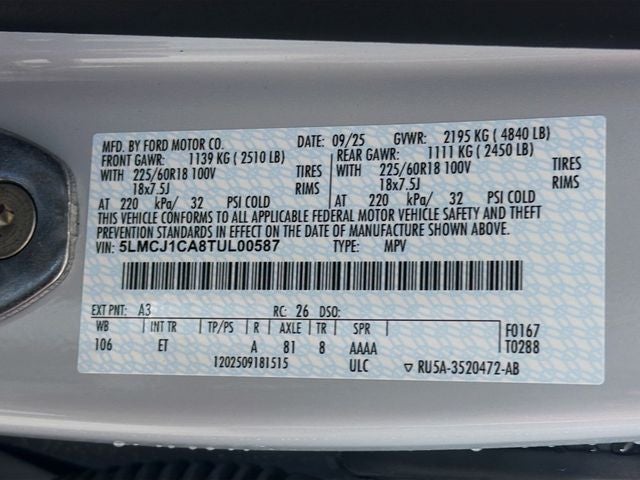 MFD. BY FORD MOTOR CO. DATE: 09/25 GVWR: 2195 KG ( 4840 LB)
FRONT GAWR: 1139 KG ( 2510 LB) REAR GAWR: 1111 KG ( 2450 LB)
WITH 225/60R18 100V TIRES WITH 225/60R18 100V TIRES
18x7.5J RIMS 18x7.5J RIMS
AT 220 kPa/ 32 PSI COLD AT 220 kPa/ 32 PSI COLD
THIS VEHICLE CONFORMS TO ALL APPLICABLE FEDERAL MOTOR VEHICLE SAFETY AND THEFT
PREVENTION STANDARDS IN EFFECT ON THE DATE OF MANUFACTURE SHOWN ABOVE.
VIN: 5LMCJ1CA8TUL00587 TYPE: MPV
EXT PNT: A3 RC: 26 DSO:
WB INT TR TP/PS R AXLE TR SPR F0167
106 ET A 81 8 AAAA T0288
1202509181515 ULC ▽ RU5A-3520472-AB